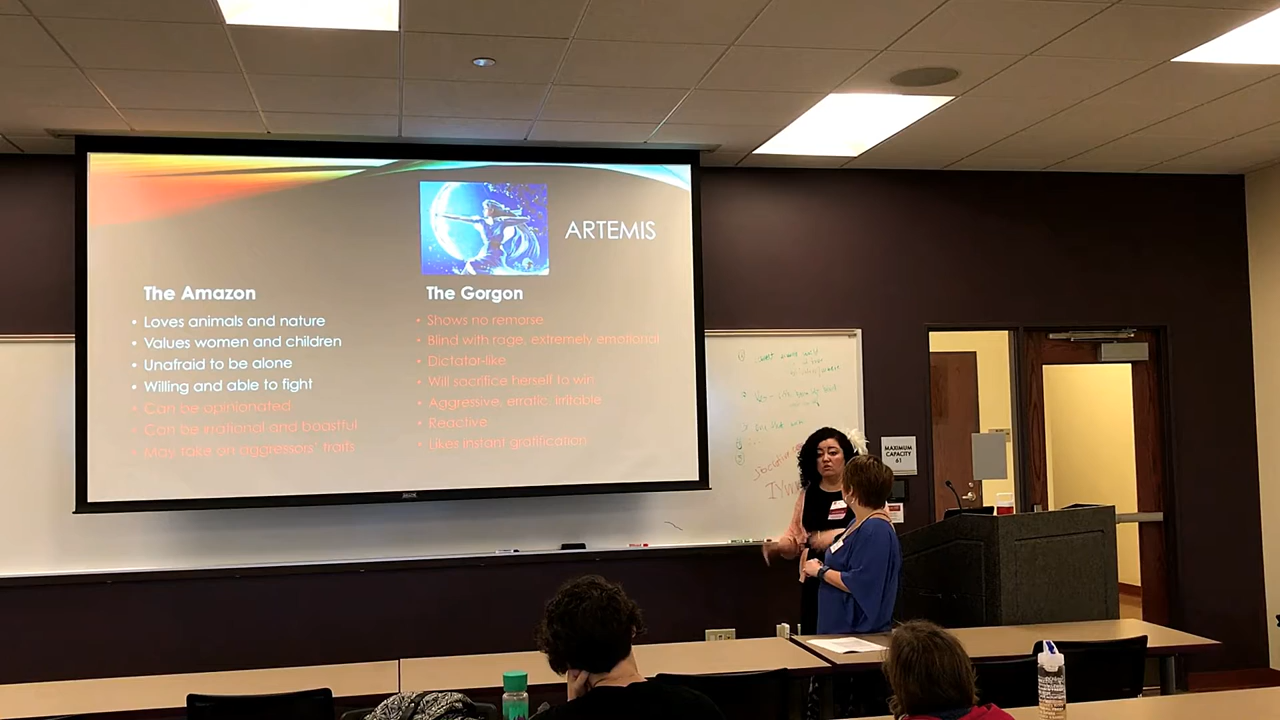 ARTEMIS
The Amazon
• Loves animals and nature
• Values women and children
• Unafraid to be alone
• Willing and able to fight
• Can be opinionated
• Can be irrational and boastful
• May take on aggressors' traits
The Gorgon
• Shows no remorse
• Blind with rage, extremely emotional
• Dictator-like
• Will sacrifice herself to win
• Aggressive, erratic, irritable
• Reactive
• Likes instant gratification
MAXIMUM
CAPACITY
61